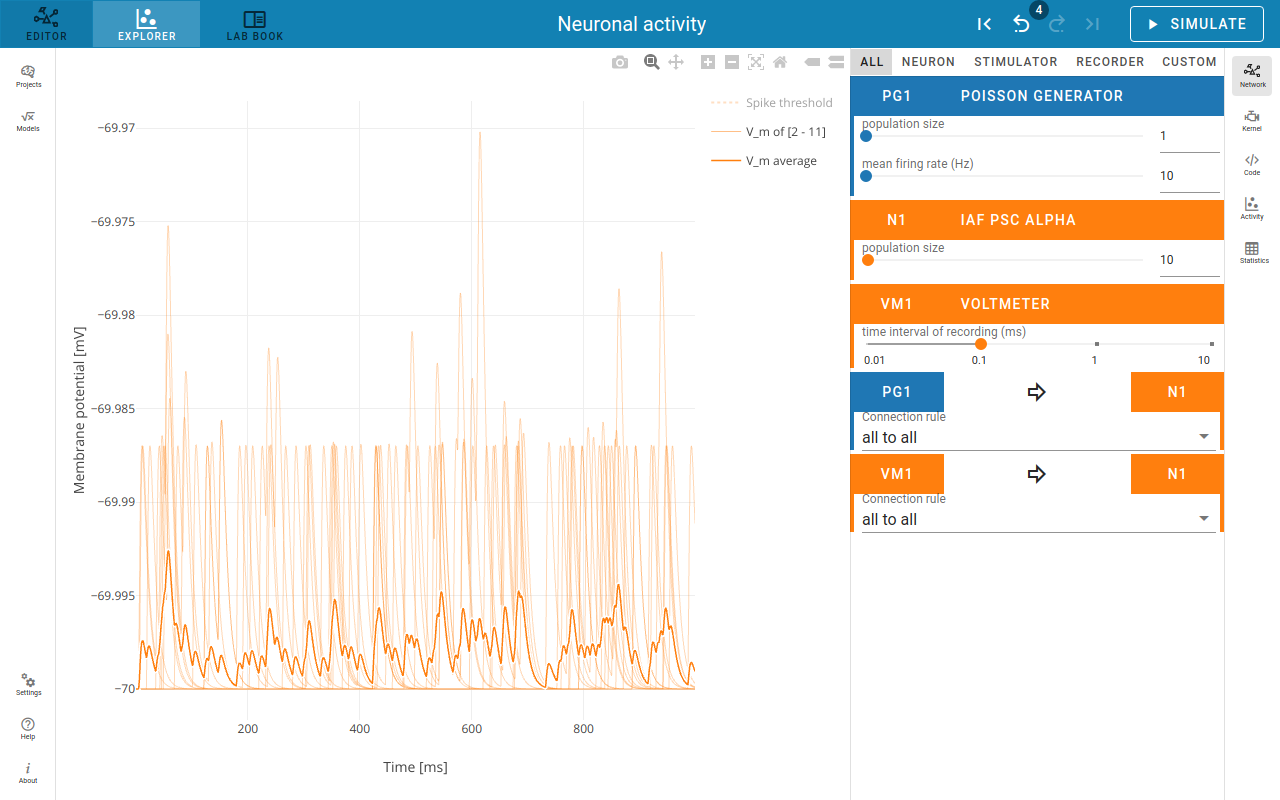 EDITOR
EXPLORER
LAB BOOK
Neuronal activity
4
SIMULATE
Projects
Models
Settings
Help
About
Spike threshold
V_m of [2 - 11]
V_m average
−69.97
−69.975
−69.98
−69.985
−69.99
−69.995
−70
Membrane potential [mV]
200
400
600
800
Time [ms]
ALL NEURON STIMULATOR RECORDER CUSTOM
PG1 POISSON GENERATOR
population size
1
mean firing rate (Hz)
10
N1 IAF PSC ALPHA
population size
10
VM1 VOLTMETER
time interval of recording (ms)
0.01 0.1 1 10
PG1 N1
Connection rule
all to all
VM1 N1
Connection rule
all to all
Network
Kernel
Code
Activity
Statistics